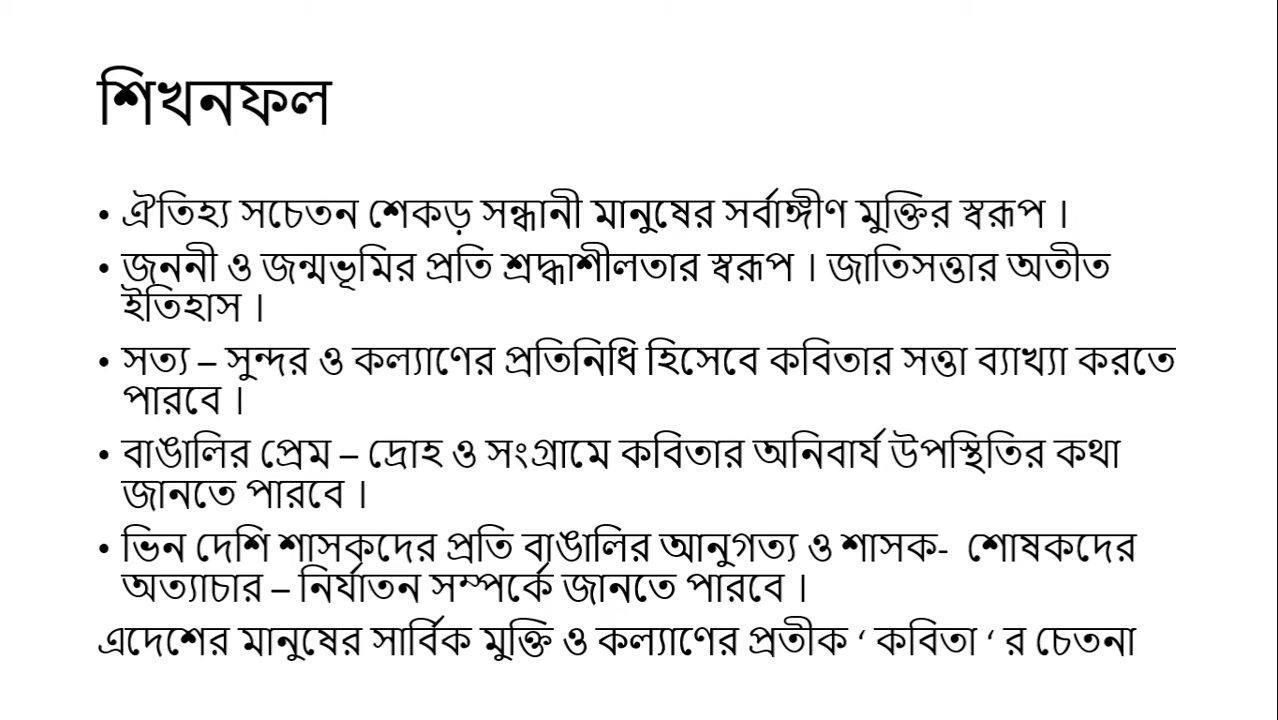 শিখনফল
• ঐতিহ্য সচেতন শেকড় সন্ধানী মানুষের সর্বাঙ্গীণ মুক্তির স্বরূপ ।
• জননী ও জন্মভূমির প্রতি শ্রদ্ধাশীলতার স্বরূপ । জাতিসত্তার অতীত
ইতিহাস ।
• সত্য – সুন্দর ও কল্যাণের প্রতিনিধি হিসেবে কবিতার সত্তা ব্যাখ্যা করতে
পারবে ।
• বাঙালির প্রেম – দ্রোহ ও সংগ্রামে কবিতার অনিবার্য উপস্থিতির কথা
জানতে পারবে ।
• ভিন দেশি শাসকদের প্রতি বাঙালির আনুগত্য ও শাসক- শোষকদের
অত্যাচার – নির্যাতন সম্পর্কে জানতে পারবে ।
এদেশের মানুষের সার্বিক মুক্তি ও কল্যাণের প্রতীক ‘ কবিতা ‘ র চেতনা